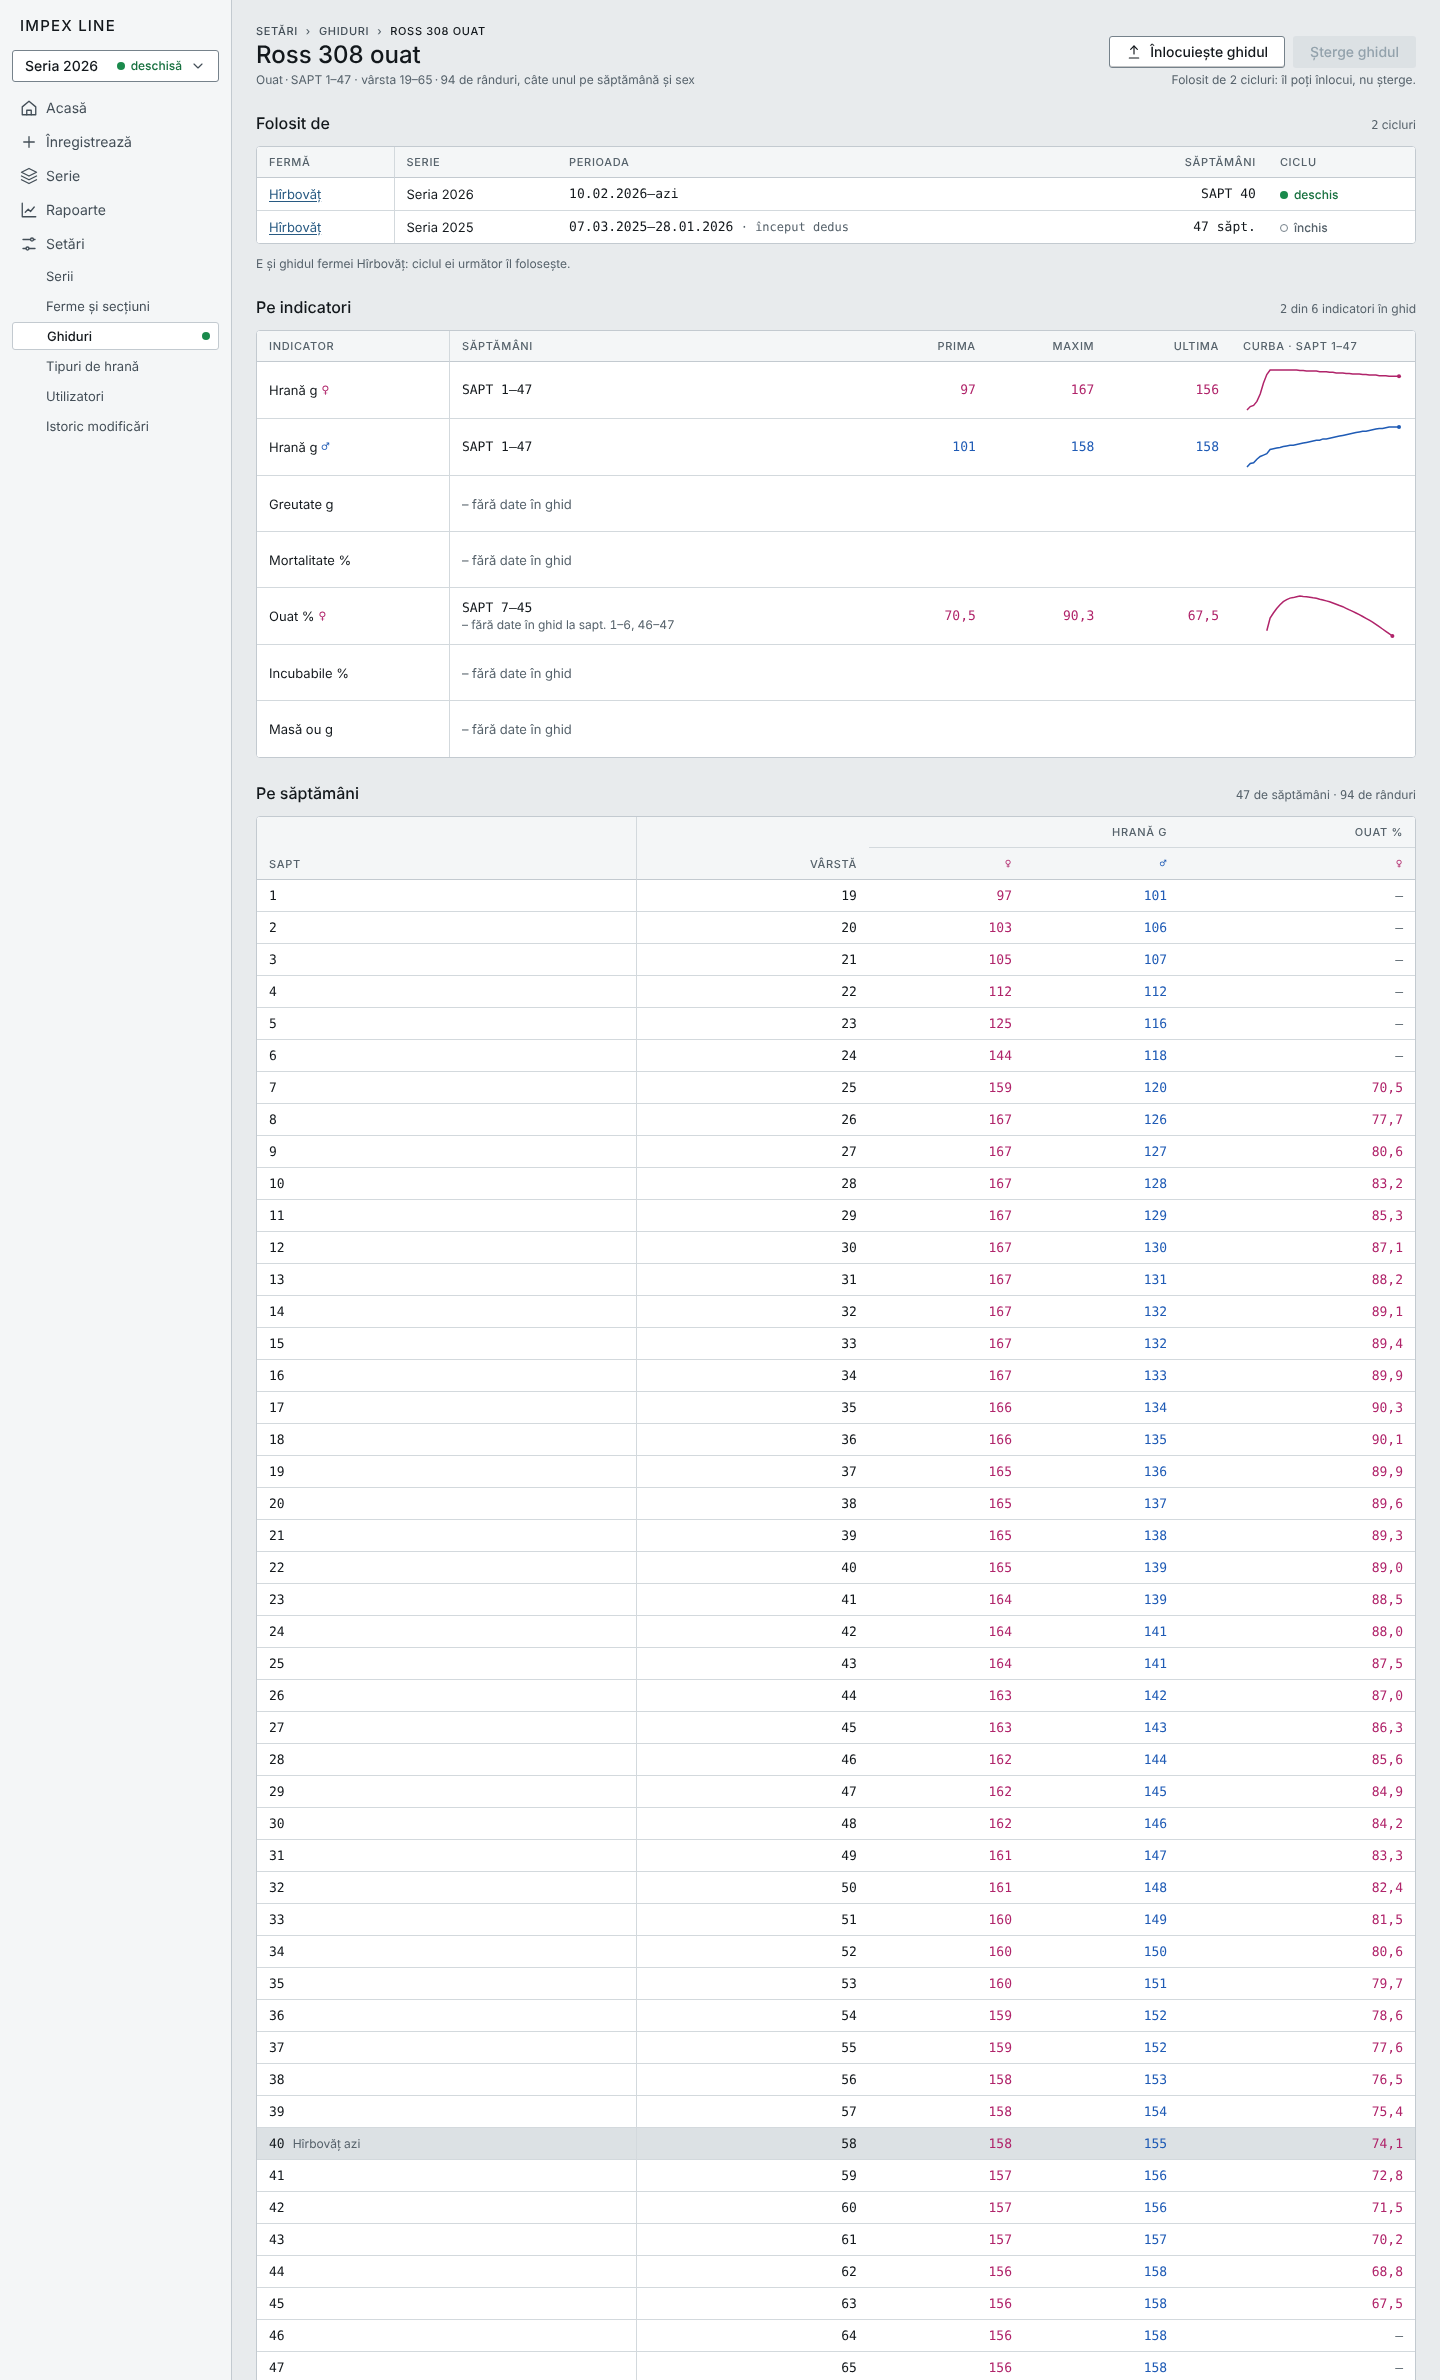 IMPEX LINE
Seria 2026 deschisă
Acasă
Înregistrează
Serie
Rapoarte
Setări
Serii
Ferme și secțiuni
Ghiduri
Tipuri de hrană
Utilizatori
Istoric modificări
SETĂRI › GHIDURI › ROSS 308 OUAT
Ross 308 ouat
Ouat · SAPT 1–47 · vârsta 19–65 · 94 de rânduri, câte unul pe săptămână și sex
Înlocuiește ghidul
Șterge ghidul
Folosit de 2 cicluri: îl poți înlocui, nu șterge.
Folosit de
2 cicluri
FERMĂ SERIE PERIOADA SĂPTĂMÂNI CICLU
Hîrbovăț Seria 2026 10.02.2026–azi SAPT 40 deschis
Hîrbovăț Seria 2025 07.03.2025–28.01.2026 · început dedus 47 săpt. închis
E și ghidul fermei Hîrbovăț: ciclul ei următor îl folosește.
Pe indicatori
2 din 6 indicatori în ghid
INDICATOR SĂPTĂMÂNI PRIMA MAXIM ULTIMA CURBA · SAPT 1–47
Hrană g ♀ SAPT 1–47 97 167 156
Hrană g ♂ SAPT 1–47 101 158 158
Greutate g – fără date în ghid
Mortalitate % – fără date în ghid
Ouat % ♀ SAPT 7–45 70,5 90,3 67,5
– fără date în ghid la sapt. 1–6, 46–47
Incubabile % – fără date în ghid
Masă ou g – fără date în ghid
Pe săptămâni
47 de săptămâni · 94 de rânduri
HRANĂ G OUAT %
SAPT VÂRSTĂ ♀ ♂ ♀
1 19 97 101 –
2 20 103 106 –
3 21 105 107 –
4 22 112 112 –
5 23 125 116 –
6 24 144 118 –
7 25 159 120 70,5
8 26 167 126 77,7
9 27 167 127 80,6
10 28 167 128 83,2
11 29 167 129 85,3
12 30 167 130 87,1
13 31 167 131 88,2
14 32 167 132 89,1
15 33 167 132 89,4
16 34 167 133 89,9
17 35 166 134 90,3
18 36 166 135 90,1
19 37 165 136 89,9
20 38 165 137 89,6
21 39 165 138 89,3
22 40 165 139 89,0
23 41 164 139 88,5
24 42 164 141 88,0
25 43 164 141 87,5
26 44 163 142 87,0
27 45 163 143 86,3
28 46 162 144 85,6
29 47 162 145 84,9
30 48 162 146 84,2
31 49 161 147 83,3
32 50 161 148 82,4
33 51 160 149 81,5
34 52 160 150 80,6
35 53 160 151 79,7
36 54 159 152 78,6
37 55 159 152 77,6
38 56 158 153 76,5
39 57 158 154 75,4
40 Hîrbovăț azi 58 158 155 74,1
41 59 157 156 72,8
42 60 157 156 71,5
43 61 157 157 70,2
44 62 156 158 68,8
45 63 156 158 67,5
46 64 156 158 –
47 65 156 158 –